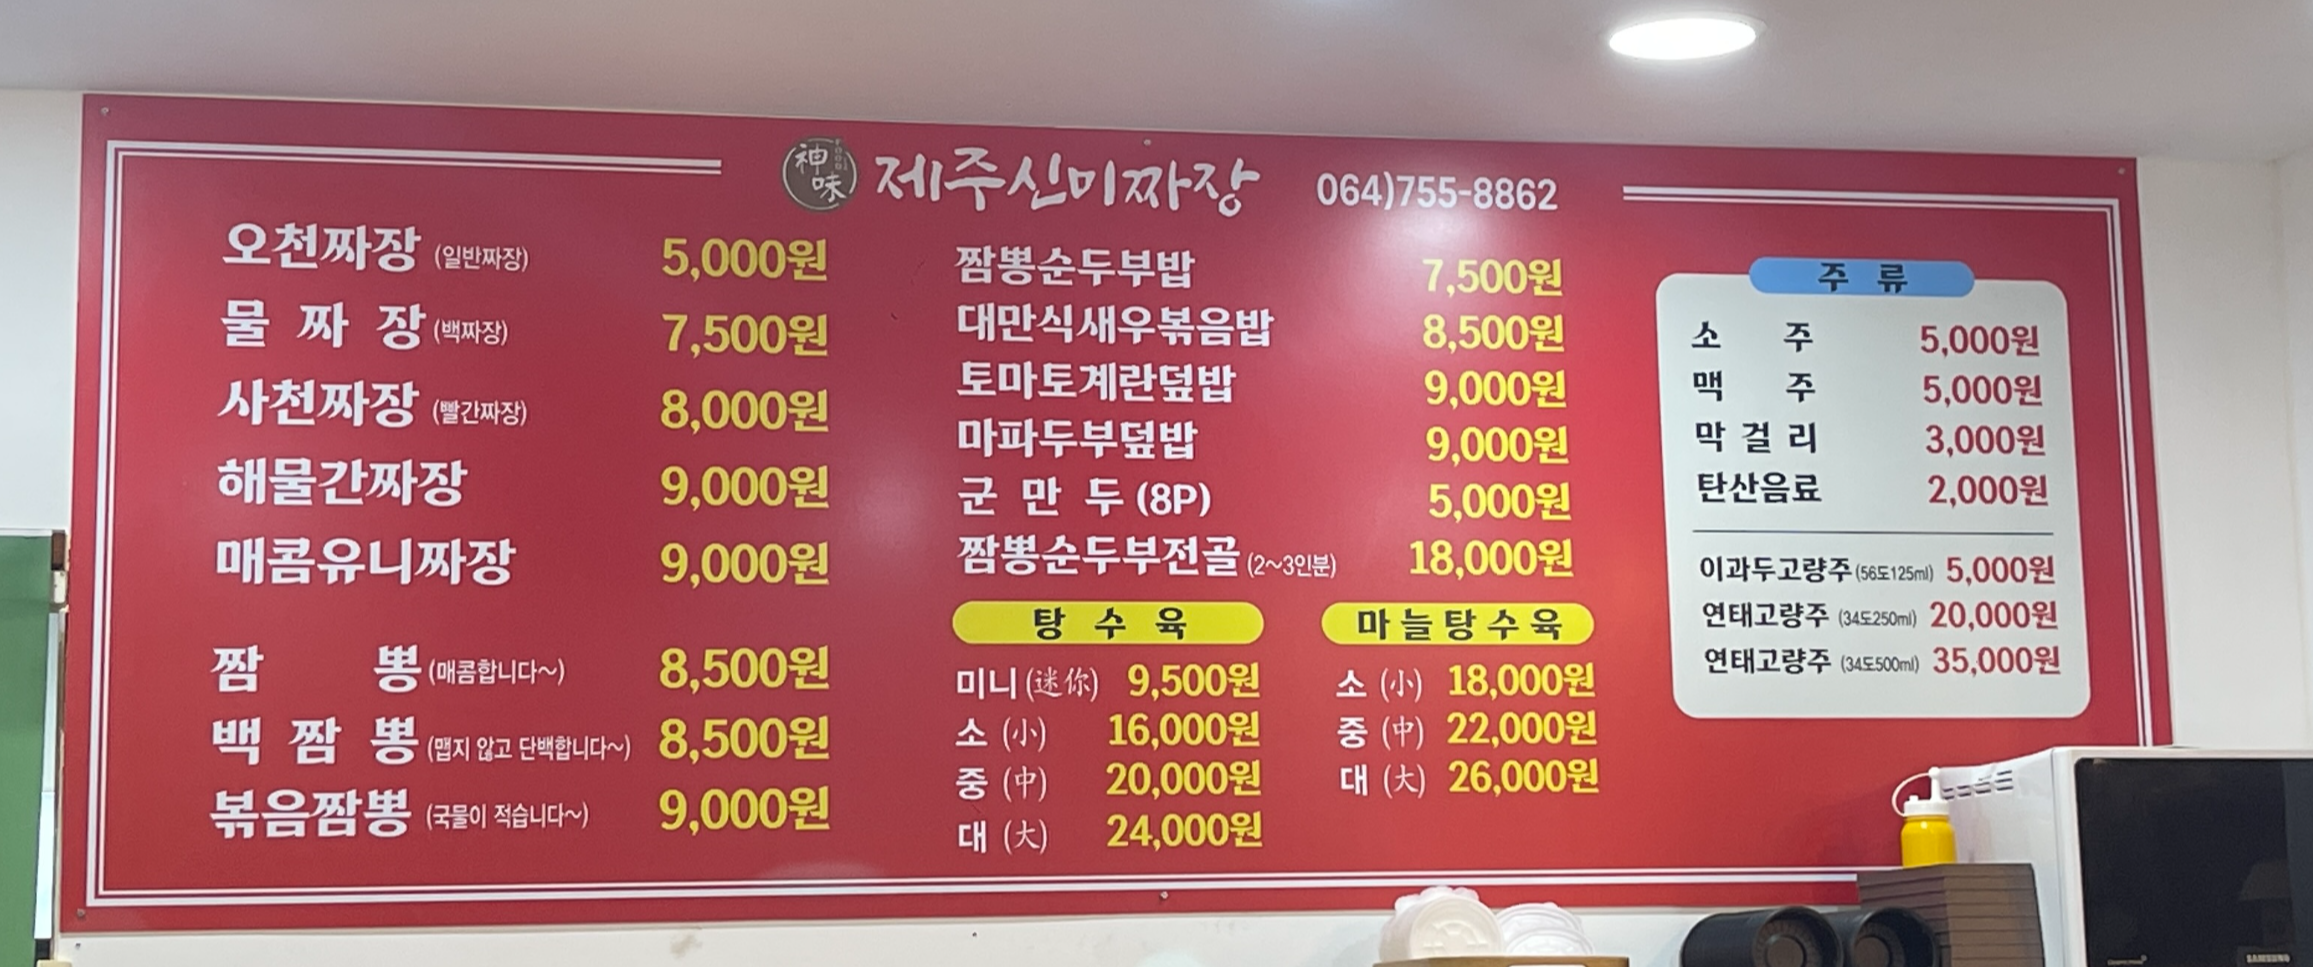 神味 제주신미짜장 064)755-8862
오천짜장 (일반짜장) 5,000원
물 짜 장 (백짜장) 7,500원
사천짜장 (빨간짜장) 8,000원
해물간짜장 9,000원
매콤유니짜장 9,000원
짬 뽕 (매콤합니다~) 8,500원
백 짬 뽕 (맵지 않고 단백합니다~) 8,500원
볶음짬뽕 (국물이 적습니다~) 9,000원
짬뽕순두부밥 7,500원
대만식새우볶음밥 8,500원
토마토계란덮밥 9,000원
마파두부덮밥 9,000원
군 만 두 (8P) 5,000원
짬뽕순두부전골 (2~3인분) 18,000원
탕 수 육
미니 (迷你) 9,500원
소 (小) 16,000원
중 (中) 20,000원
대 (大) 24,000원
마늘탕수육
소 (小) 18,000원
중 (中) 22,000원
대 (大) 26,000원
주 류
소 주 5,000원
맥 주 5,000원
막 걸 리 3,000원
탄산음료 2,000원
이과두고량주 (56도125ml) 5,000원
연태고량주 (34도250ml) 20,000원
연태고량주 (34도500ml) 35,000원
SAMSUNG